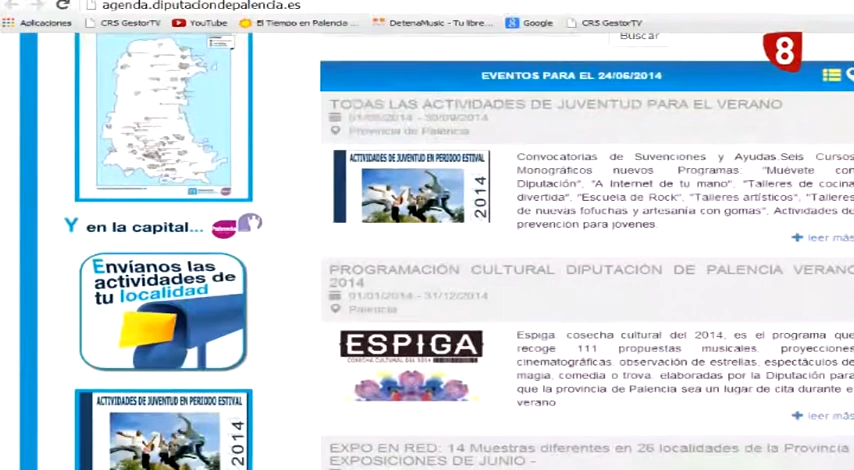 agenda.diputaciondepalencia.es
Aplicaciones CRS GestorTV YouTube El Tiempo en Palencia ... DetenaMusic - Tu libre... Google CRS GestorTV
Buscar
8
EVENTOS PARA EL 24/06/2014
TODAS LAS ACTIVIDADES DE JUVENTUD PARA EL VERANO
01/06/2014 - 30/09/2014
Provincia de Palencia
ACTIVIDADES DE JUVENTUD EN PERIODO ESTIVAL
2014
Convocatorias de Suvenciones y Ayudas.Seis Cursos
Monográficos nuevos Programas: "Muévete con
Diputación", "A Internet de tu mano", "Talleres de cocina
divertida", "Escuela de Rock", "Talleres artísticos", "Talleres
de nuevas fofuchas y artesanía con gomas". Actividades de
prevención para jóvenes.
+ leer más
Y en la capital...
Envíanos las
actividades de
tu localidad
PROGRAMACIÓN CULTURAL DIPUTACIÓN DE PALENCIA VERANO
2014
01/01/2014 - 31/12/2014
Palencia
ESPIGA
COSECHA CULTURAL DEL 2014
Espiga, cosecha cultural del 2014, es el programa que
recoge 111 propuestas musicales, proyecciones
cinematográficas, observación de estrellas, espectáculos de
magia, comedia o trova, elaboradas por la Diputación para
que la provincia de Palencia sea un lugar de cita durante e
verano.
+ leer más
ACTIVIDADES DE JUVENTUD EN PERIODO ESTIVAL
2014
EXPO EN RED: 14 Muestras diferentes en 26 localidades de la Provincia
EXPOSICIONES DE JUNIO -